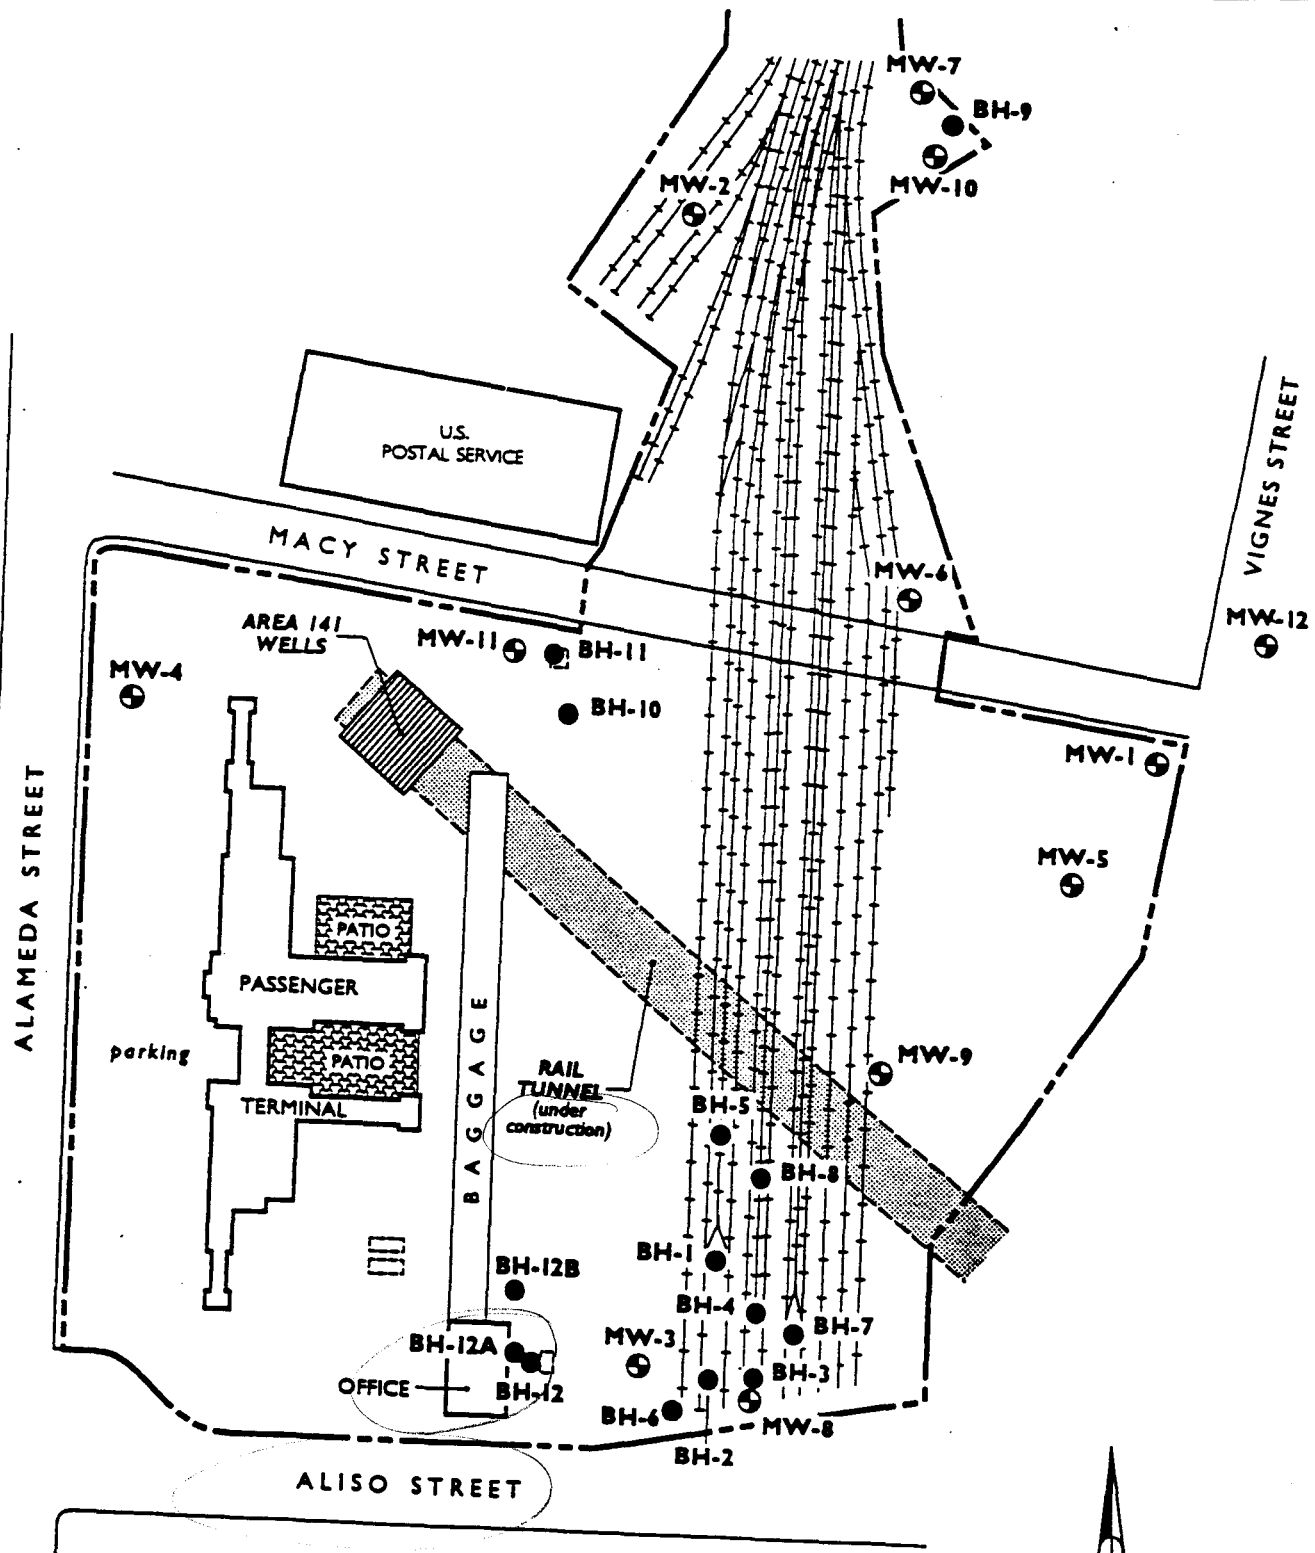 MW-7
BH-9
MW-2
MW-10
U.S.
POSTAL SERVICE
VIGNES STREET
MACY STREET
MW-6
MW-12
AREA 141
WELLS
MW-11
BH-11
MW-4
BH-10
MW-1
ALAMEDA STREET
MW-5
PATIO
PASSENGER
BAGGAGE
parking
PATIO
RAIL
TUNNEL
(under
construction)
MW-9
TERMINAL
BH-5
BH-8
BH-1
BH-12B
BH-4
BH-7
BH-12A
MW-3
BH-3
OFFICE
BH-12
BH-6
MW-8
BH-2
ALISO STREET